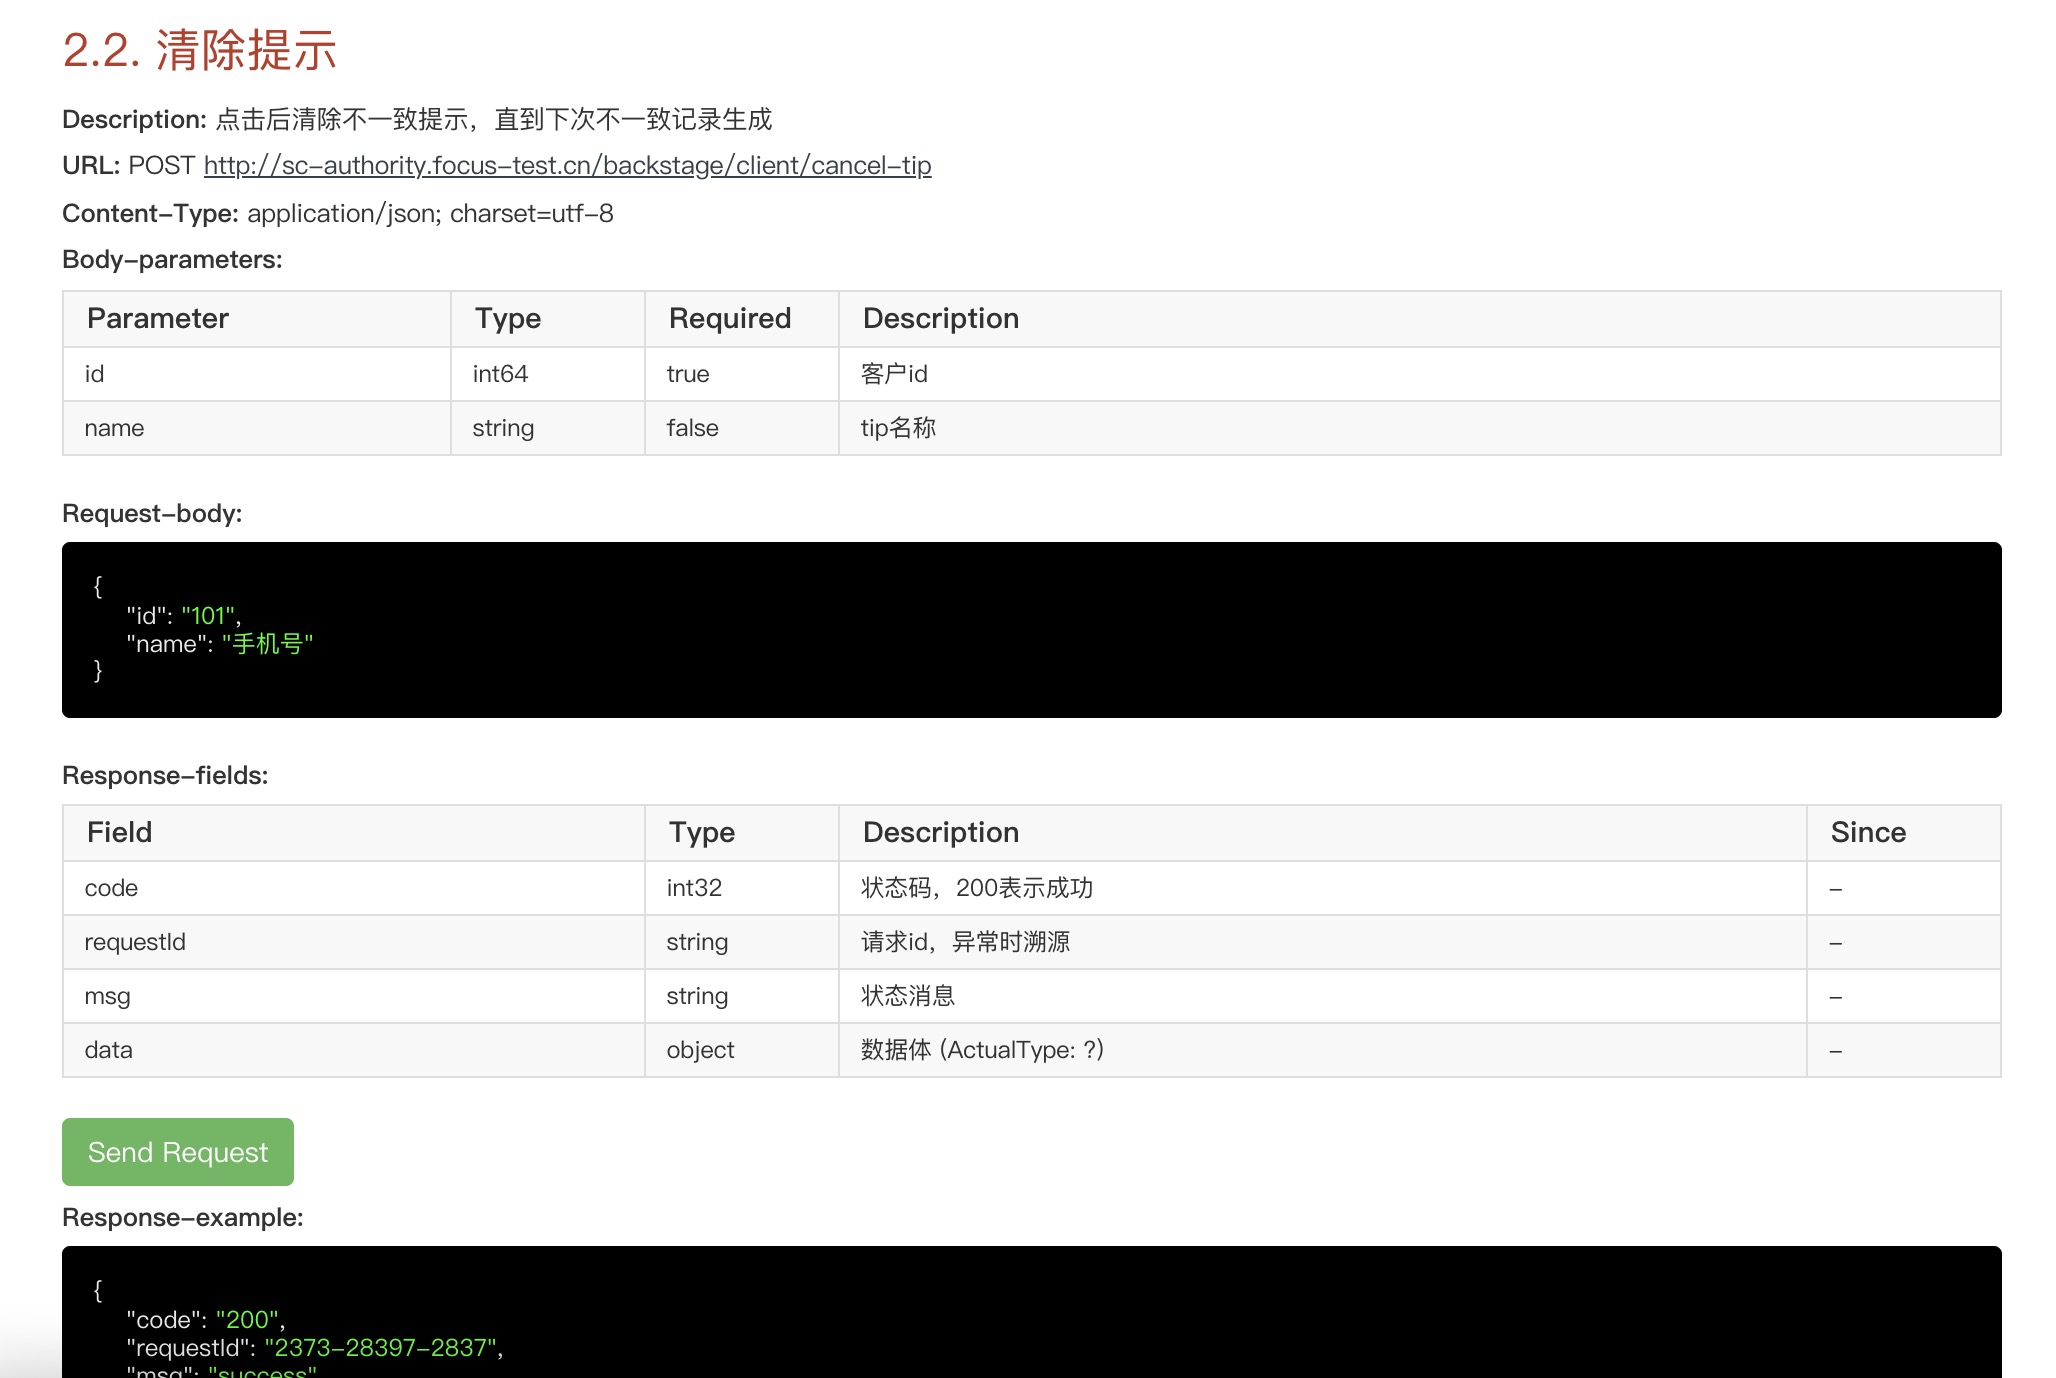 2.2. 清除提示
Description: 点击后清除不一致提示，直到下次不一致记录生成
URL: POST http://sc-authority.focus-test.cn/backstage/client/cancel-tip
Content-Type: application/json; charset=utf-8
Body-parameters:
Parameter Type Required Description
id int64 true 客户id
name string false tip名称
Request-body:
{
"id": "101",
"name": "手机号"
}
Response-fields:
Field Type Description Since
code int32 状态码，200表示成功 -
requestId string 请求id，异常时溯源 -
msg string 状态消息 -
data object 数据体 (ActualType: ?) -
Send Request
Response-example:
{
"code": "200",
"requestId": "2373-28397-2837",
"msg": "success"